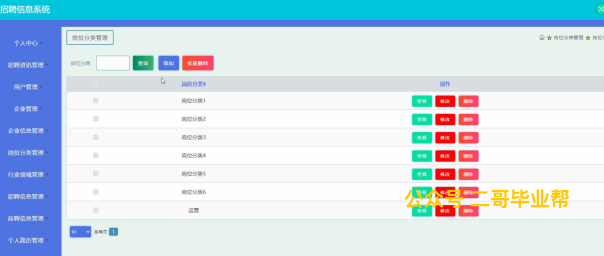 招聘信息系统
个人中心
招聘资讯管理
用户管理
企业管理
企业信息管理
岗位分类管理
行业领域管理
招聘信息管理
应聘信息管理
个人简历管理
岗位分类管理
岗位分类管理
岗位分类
查询
添加
批量删除
岗位分类
操作
岗位分类1
查看 修改 删除
岗位分类2
查看 修改 删除
岗位分类3
查看 修改 删除
岗位分类4
查看 修改 删除
岗位分类5
查看 修改 删除
岗位分类6
查看 修改 删除
运营
查看 修改 删除
10
1
公众号 二哥毕业帮